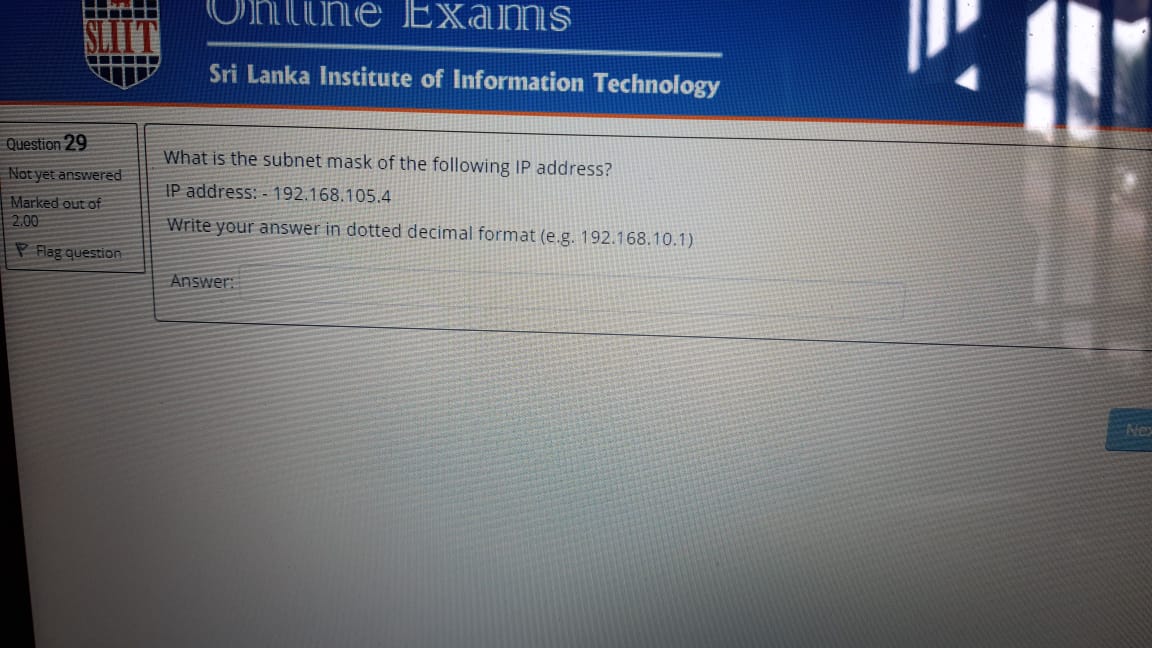 SLIIT
Online Exams
Sri Lanka Institute of Information Technology
Question 29
Not yet answered
Marked out of
2.00
Flag question
What is the subnet mask of the following IP address?
IP address: - 192.168.105.4
Write your answer in dotted decimal format (e.g. 192.168.10.1)
Answer:
Nex